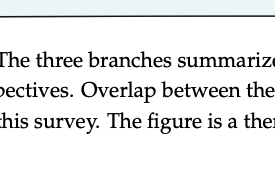 The three branches summarize
pectives. Overlap between the
this survey. The figure is a ther